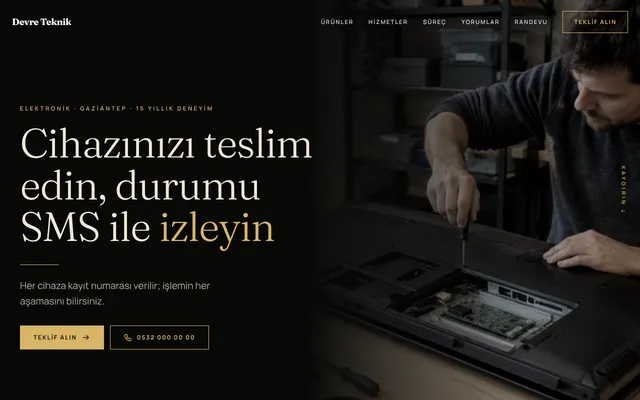 Devre Teknik
ÜRÜNLER
HİZMETLER
SÜREÇ
YORUMLAR
RANDEVU
TEKLİF ALIN
ELEKTRONİK · GAZİANTEP · 15 YILLIK DENEYİM
Cihazınızı teslim
edin, durumu
SMS ile izleyin
KAYDIRIN ↓
Her cihaza kayıt numarası verilir; işlemin her
aşamasını bilirsiniz.
TEKLİF ALIN →
0532 000 00 00